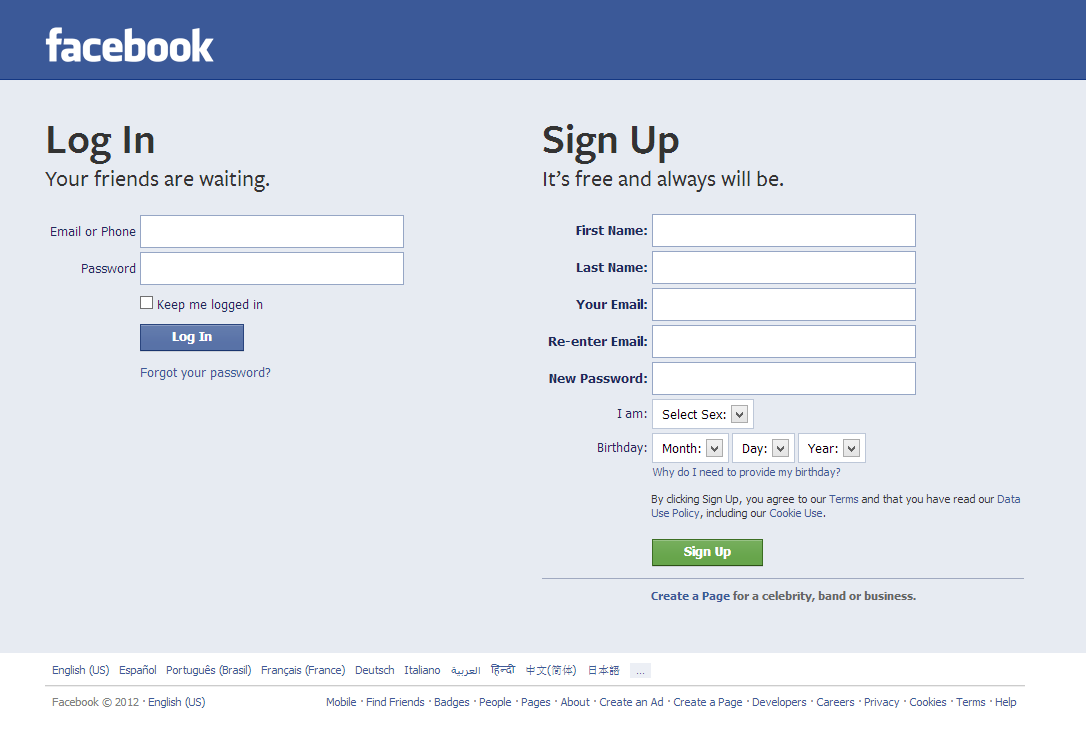 facebook
Log In
Your friends are waiting.
Email or Phone
Password
Keep me logged in
Log In
Forgot your password?
Sign Up
It's free and always will be.
First Name:
Last Name:
Your Email:
Re-enter Email:
New Password:
I am: Select Sex:
Birthday: Month: Day: Year:
Why do I need to provide my birthday?
By clicking Sign Up, you agree to our Terms and that you have read our Data
Use Policy, including our Cookie Use.
Sign Up
Create a Page for a celebrity, band or business.
English (US) Español Português (Brasil) Français (France) Deutsch Italiano العربية हिन्दी 中文(简体) 日本語 ...
Facebook © 2012 · English (US)
Mobile · Find Friends · Badges · People · Pages · About · Create an Ad · Create a Page · Developers · Careers · Privacy · Cookies · Terms · Help